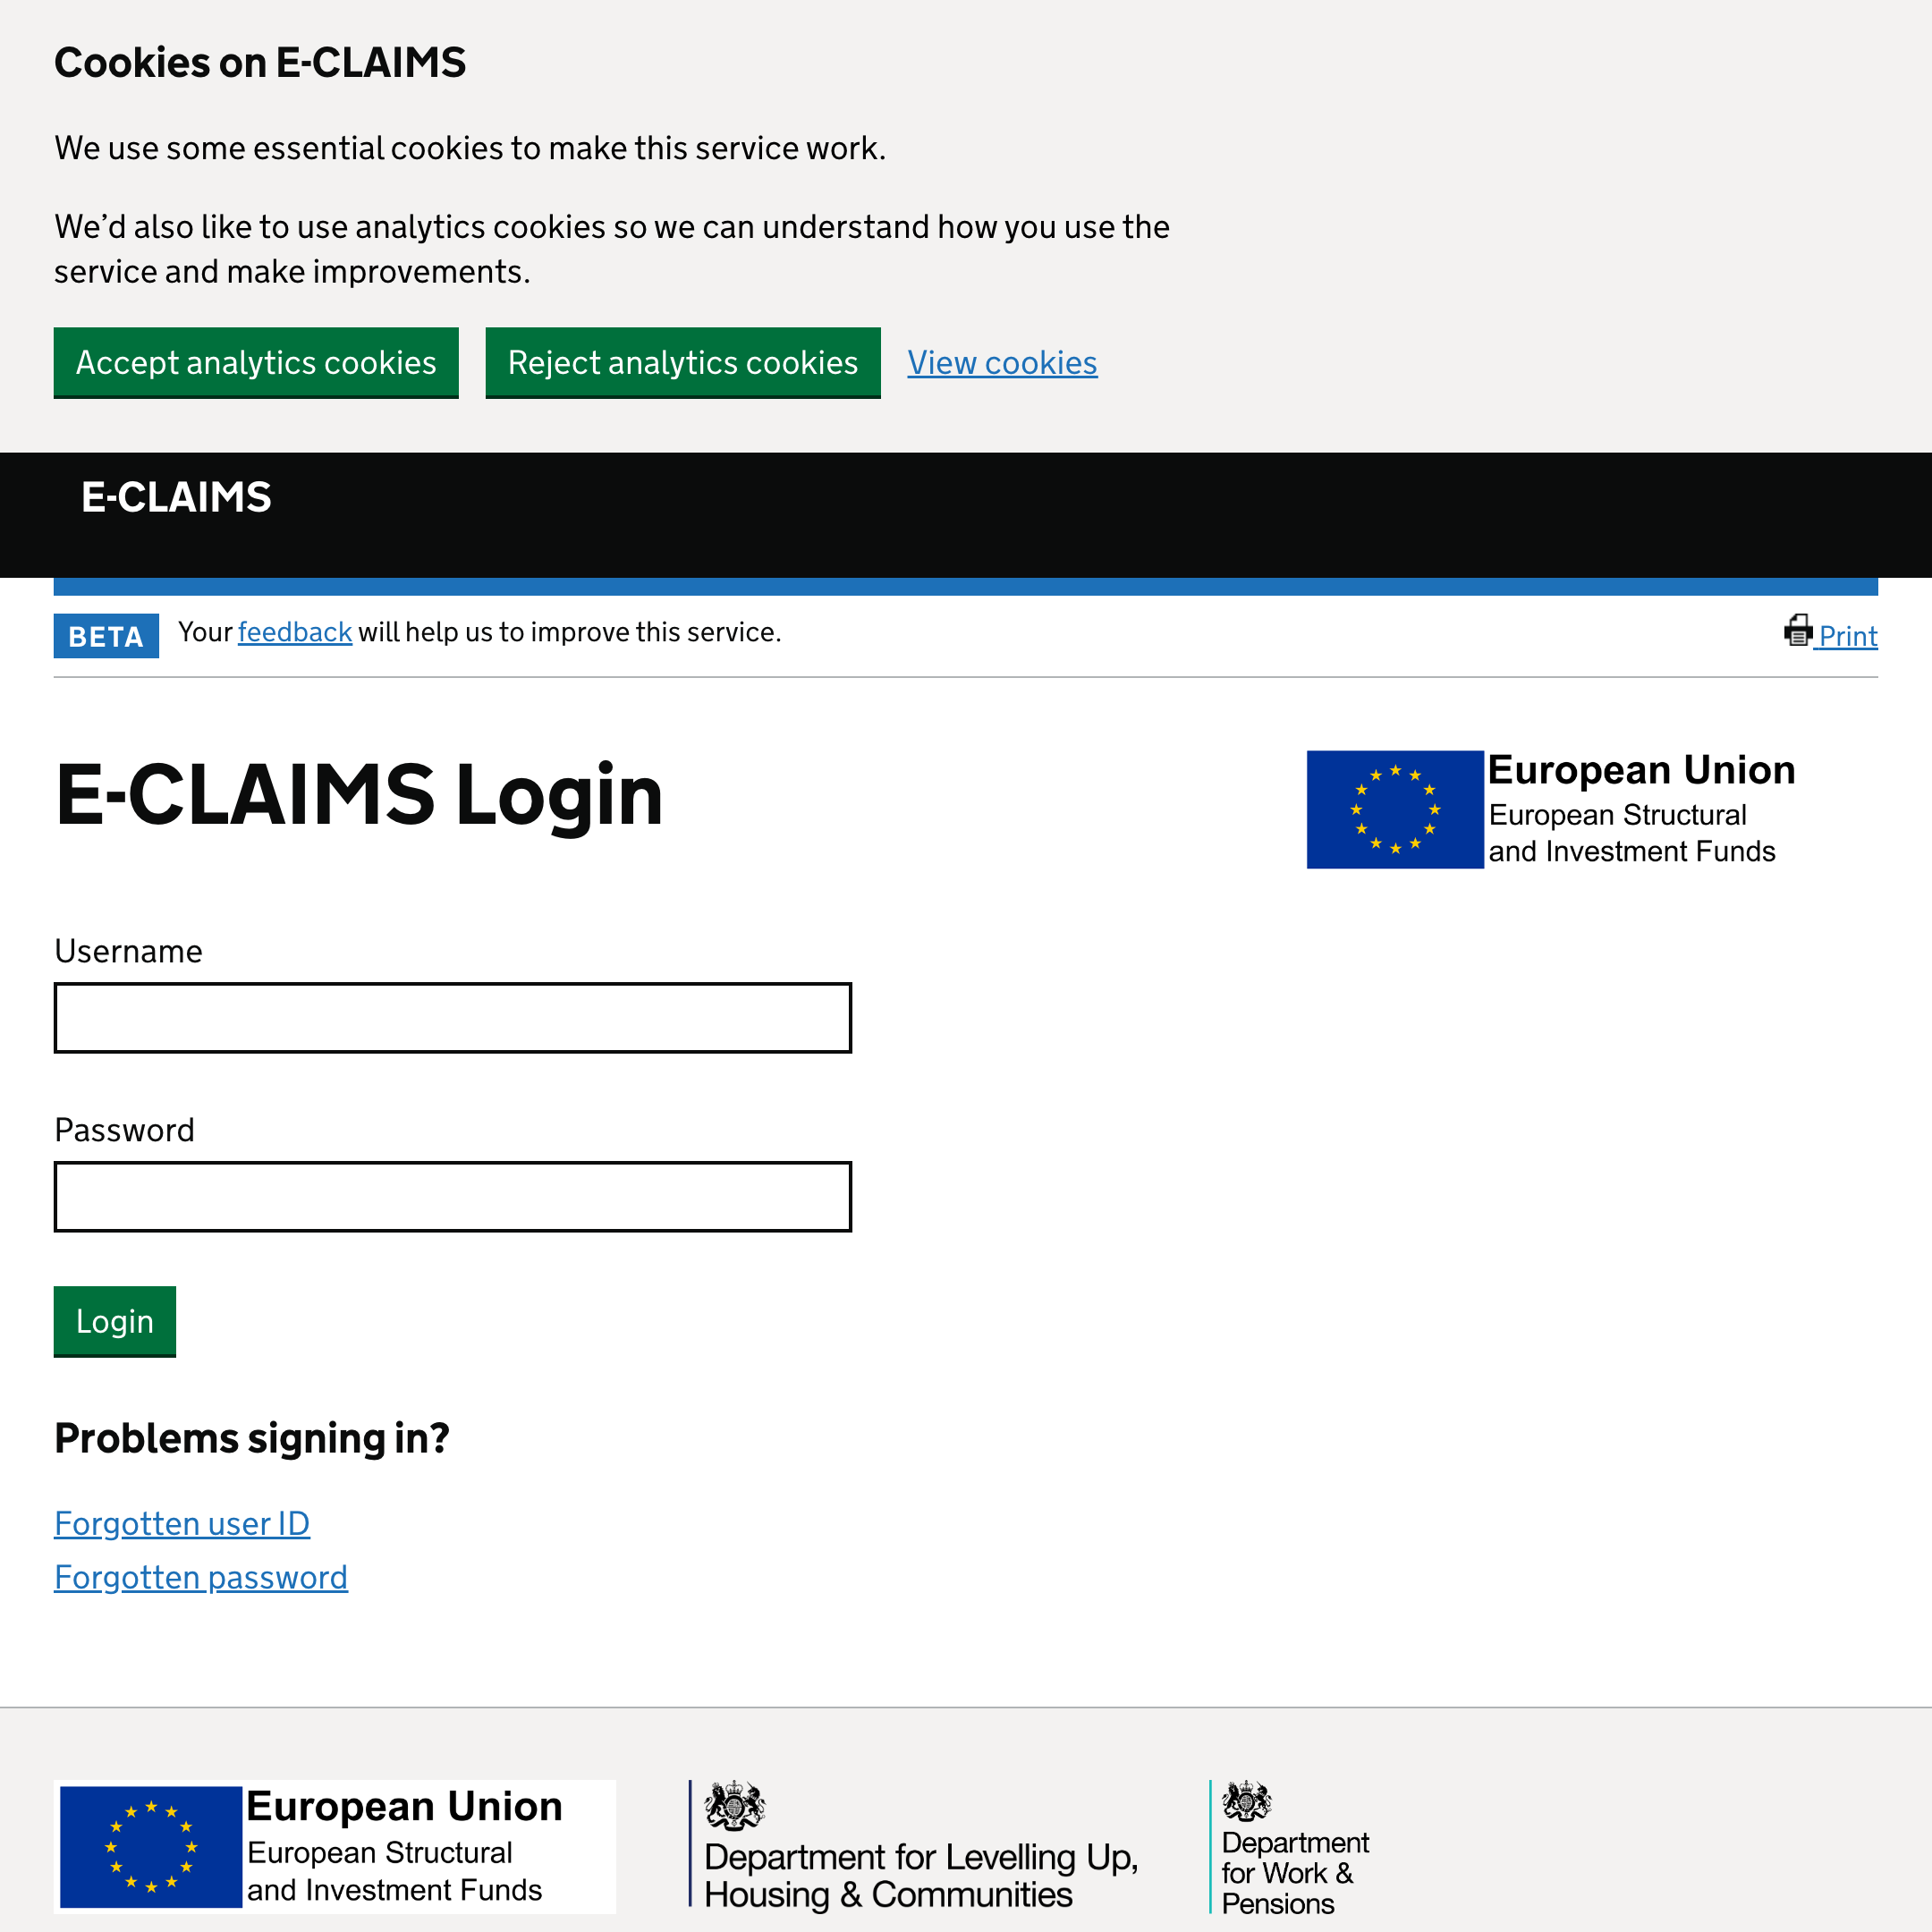 Cookies on E-CLAIMS
We use some essential cookies to make this service work.
We’d also like to use analytics cookies so we can understand how you use the
service and make improvements.
Accept analytics cookies
Reject analytics cookies
View cookies
E-CLAIMS
BETA
Your feedback will help us to improve this service.
Print
E-CLAIMS Login
European Union
European Structural
and Investment Funds
Username
Password
Login
Problems signing in?
Forgotten user ID
Forgotten password
European Union
European Structural
and Investment Funds
Department for Levelling Up,
Housing & Communities
Department
for Work &
Pensions